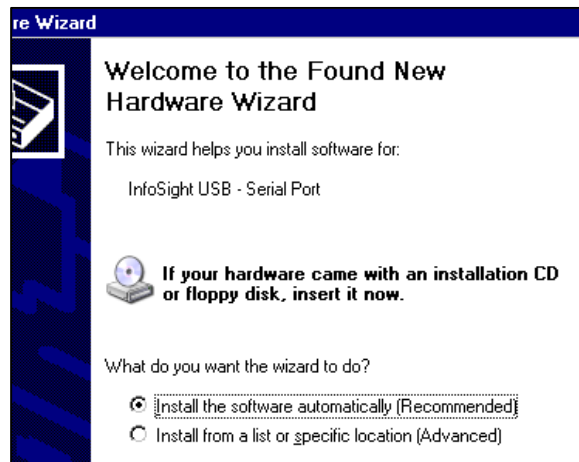 re Wizard
Welcome to the Found New
Hardware Wizard
This wizard helps you install software for:
InfoSight USB - Serial Port
If your hardware came with an installation CD
or floppy disk, insert it now.
What do you want the wizard to do?
Install the software automatically (Recommended)
Install from a list or specific location (Advanced)